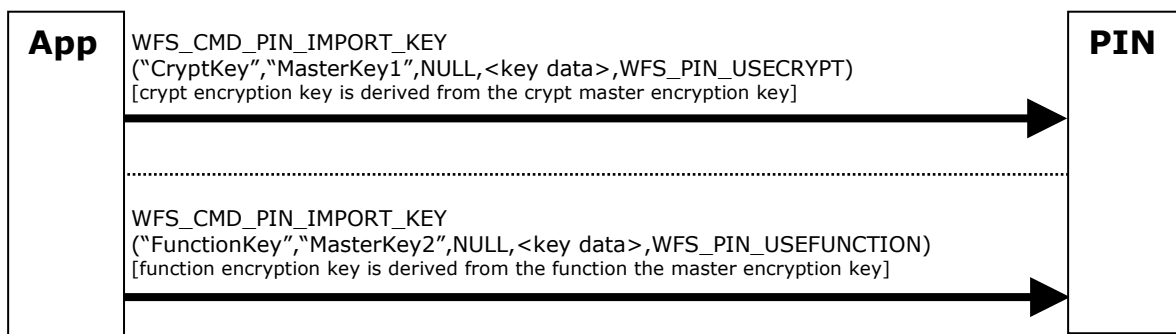 App
WFS_CMD_PIN_IMPORT_KEY
(“CryptKey”,“MasterKey1”,NULL,<key data>,WFS_PIN_USECRYPT)
[crypt encryption key is derived from the crypt master encryption key]
PIN
WFS_CMD_PIN_IMPORT_KEY
(“FunctionKey”,“MasterKey2”,NULL,<key data>,WFS_PIN_USEFUNCTION)
[function encryption key is derived from the function the master encryption key]